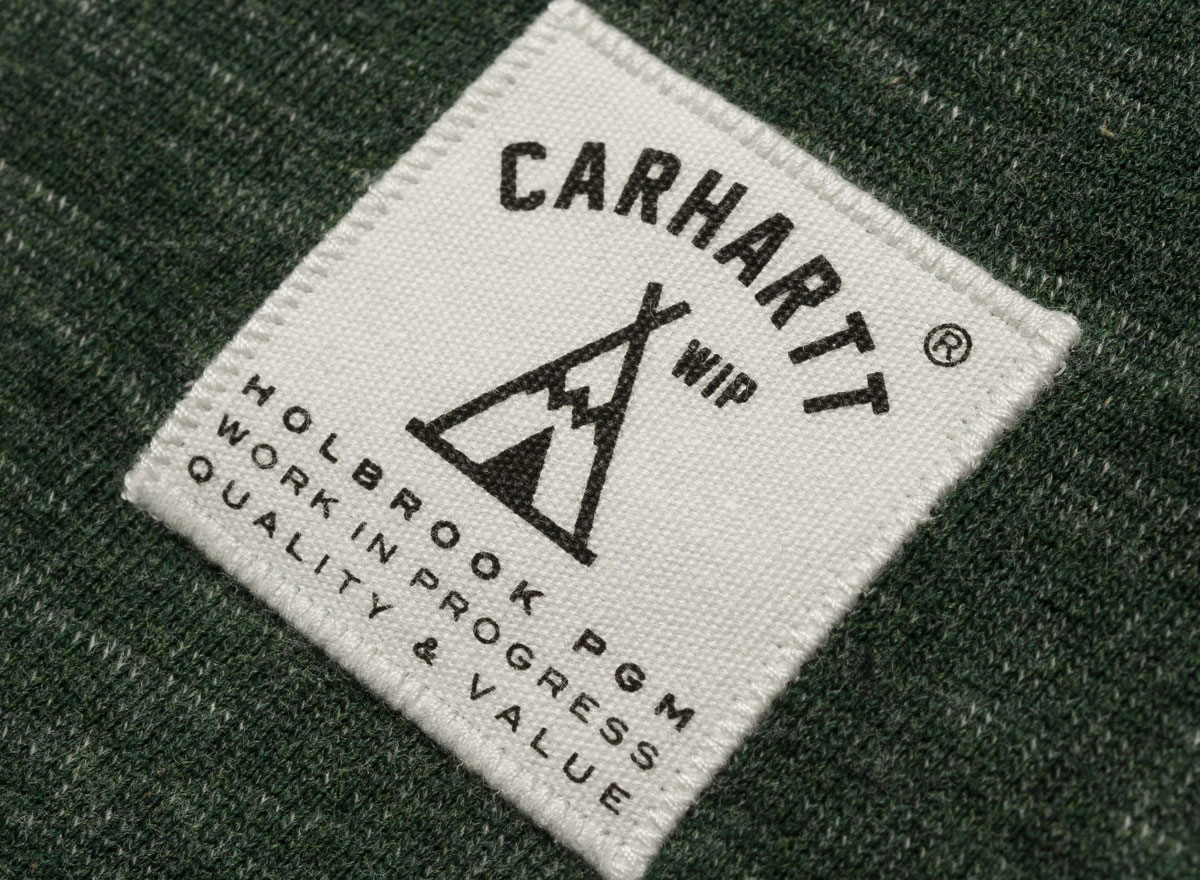 CARHARTT ®
WIP
HOLBROOK PGM
WORK IN PROGRESS
QUALITY & VALUE